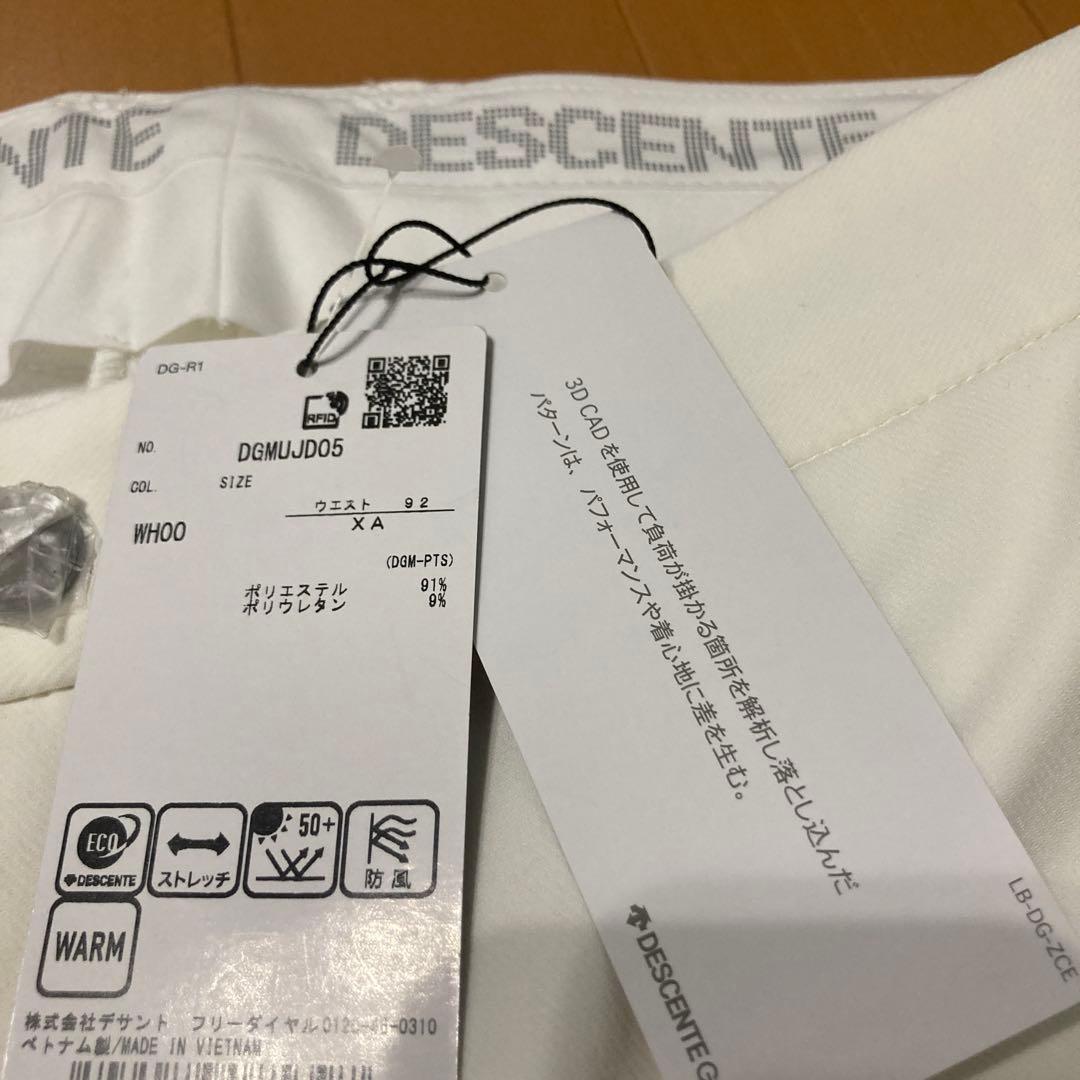 NTE DESCENTE
DG-R1
RFID
NO. DGMUJD05
COL. SIZE
ウエスト 92
WH00 XA
(DGM-PTS)
ポリエステル 91%
ポリウレタン 9%
ECO
DESCENTE
ストレッチ
50+
防風
WARM
株式会社デサント フリーダイヤル
ベトナム製/MADE IN VIETNAM
3D CADを使用して負荷が掛かる箇所を解析し落とし込んだ
パターンは、パフォーマンスや着心地に差を生む。
DESCENTE G
LB-DG-ZCE